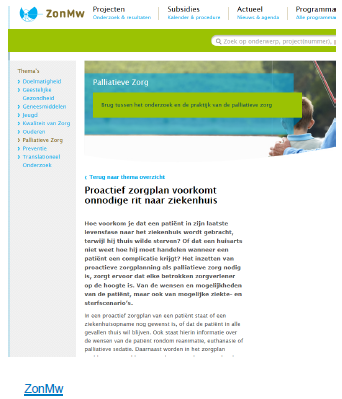 ZonMw
Projecten
Onderzoek & resultaten
Subsidies
Kalender & procedure
Actueel
Nieuws & agenda
Programma
Alle programma
Zoek op onderwerp, projectnummer, p
Thema's
Doelmatigheid
Geestelijke
Gezondheid
Geneesmiddelen
Jeugd
Kwaliteit van Zorg
Ouderen
Palliatieve Zorg
Preventie
Translationeel
Onderzoek
Palliatieve Zorg
Brug tussen het onderzoek en de praktijk van de palliatieve zorg
‹ Terug naar thema overzicht
Proactief zorgplan voorkomt
onnodige rit naar ziekenhuis
Hoe voorkom je dat een patiënt in zijn laatste
levensfase naar het ziekenhuis wordt gebracht,
terwijl hij thuis wilde sterven? Of dat een huisarts
niet weet hoe hij moet handelen wanneer een
patiënt een complicatie krijgt? Het inzetten van
proactieve zorgplanning als palliatieve zorg nodig
is, zorgt ervoor dat elke betrokken zorgverlener
op de hoogte is. Van de wensen en mogelijkheden
van de patiënt, maar ook van mogelijke ziekte- en
sterfscenario's.
In een proactief zorgplan van een patiënt staat of een
ziekenhuisopname nog gewenst is, of dat de patiënt in alle
gevallen thuis wil blijven. Ook staat hierin informatie over
de wensen van de patiënt rondom reanimatie, euthanasie of
palliatieve sedatie. Daarnaast worden in het zorgplan
ZonMw